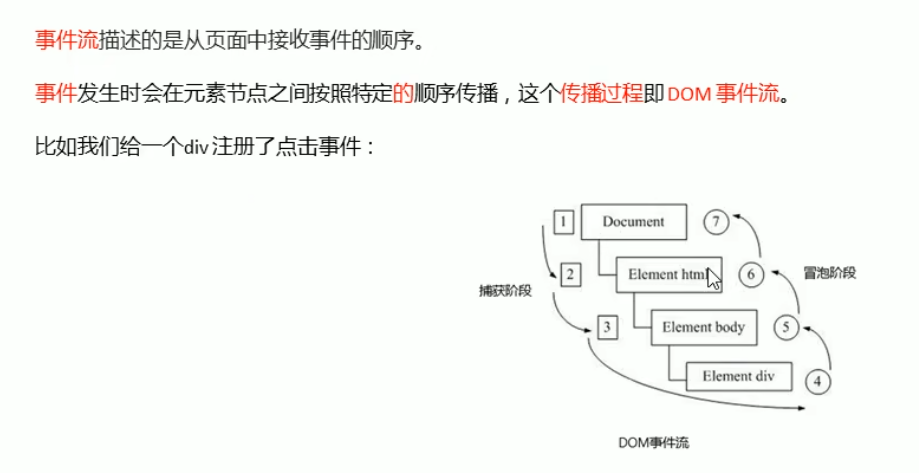 事件流描述的是从页面中接收事件的顺序。
事件发生时会在元素节点之间按照特定的顺序传播，这个传播过程即 DOM 事件流。
比如我们给一个div 注册了点击事：
1 Document 7
2 Element html 6 冒泡阶段
捕获阶段
3 Element body 5
Element div 4
DOM事件流